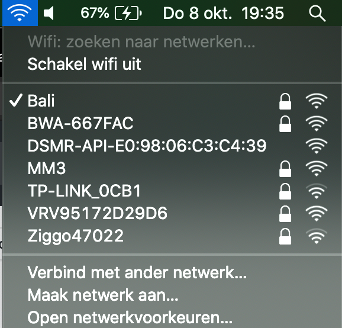 67% Do 8 okt. 19:35
Wifi: zoeken naar netwerken...
Schakel wifi uit
Bali
BWA-667FAC
DSMR-API-E0:98:06:C3:C4:39
MM3
TP-LINK_0CB1
VRV95172D29D6
Ziggo47022
Verbind met ander netwerk...
Maak netwerk aan...
Open netwerkvoorkeuren...